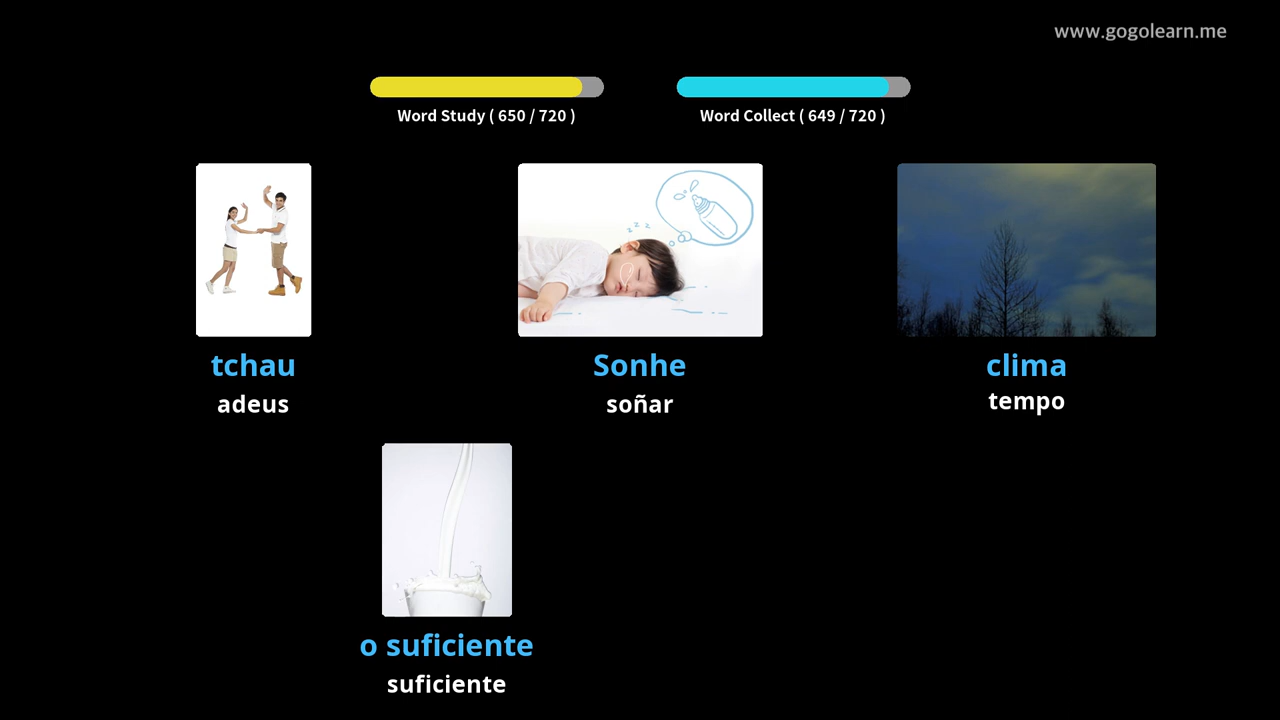 www.gogolearn.me
Word Study ( 650 / 720 )
Word Collect ( 649 / 720 )
z z z
tchau
adeus
Sonhe
soñar
clima
tempo
o suficiente
suficiente